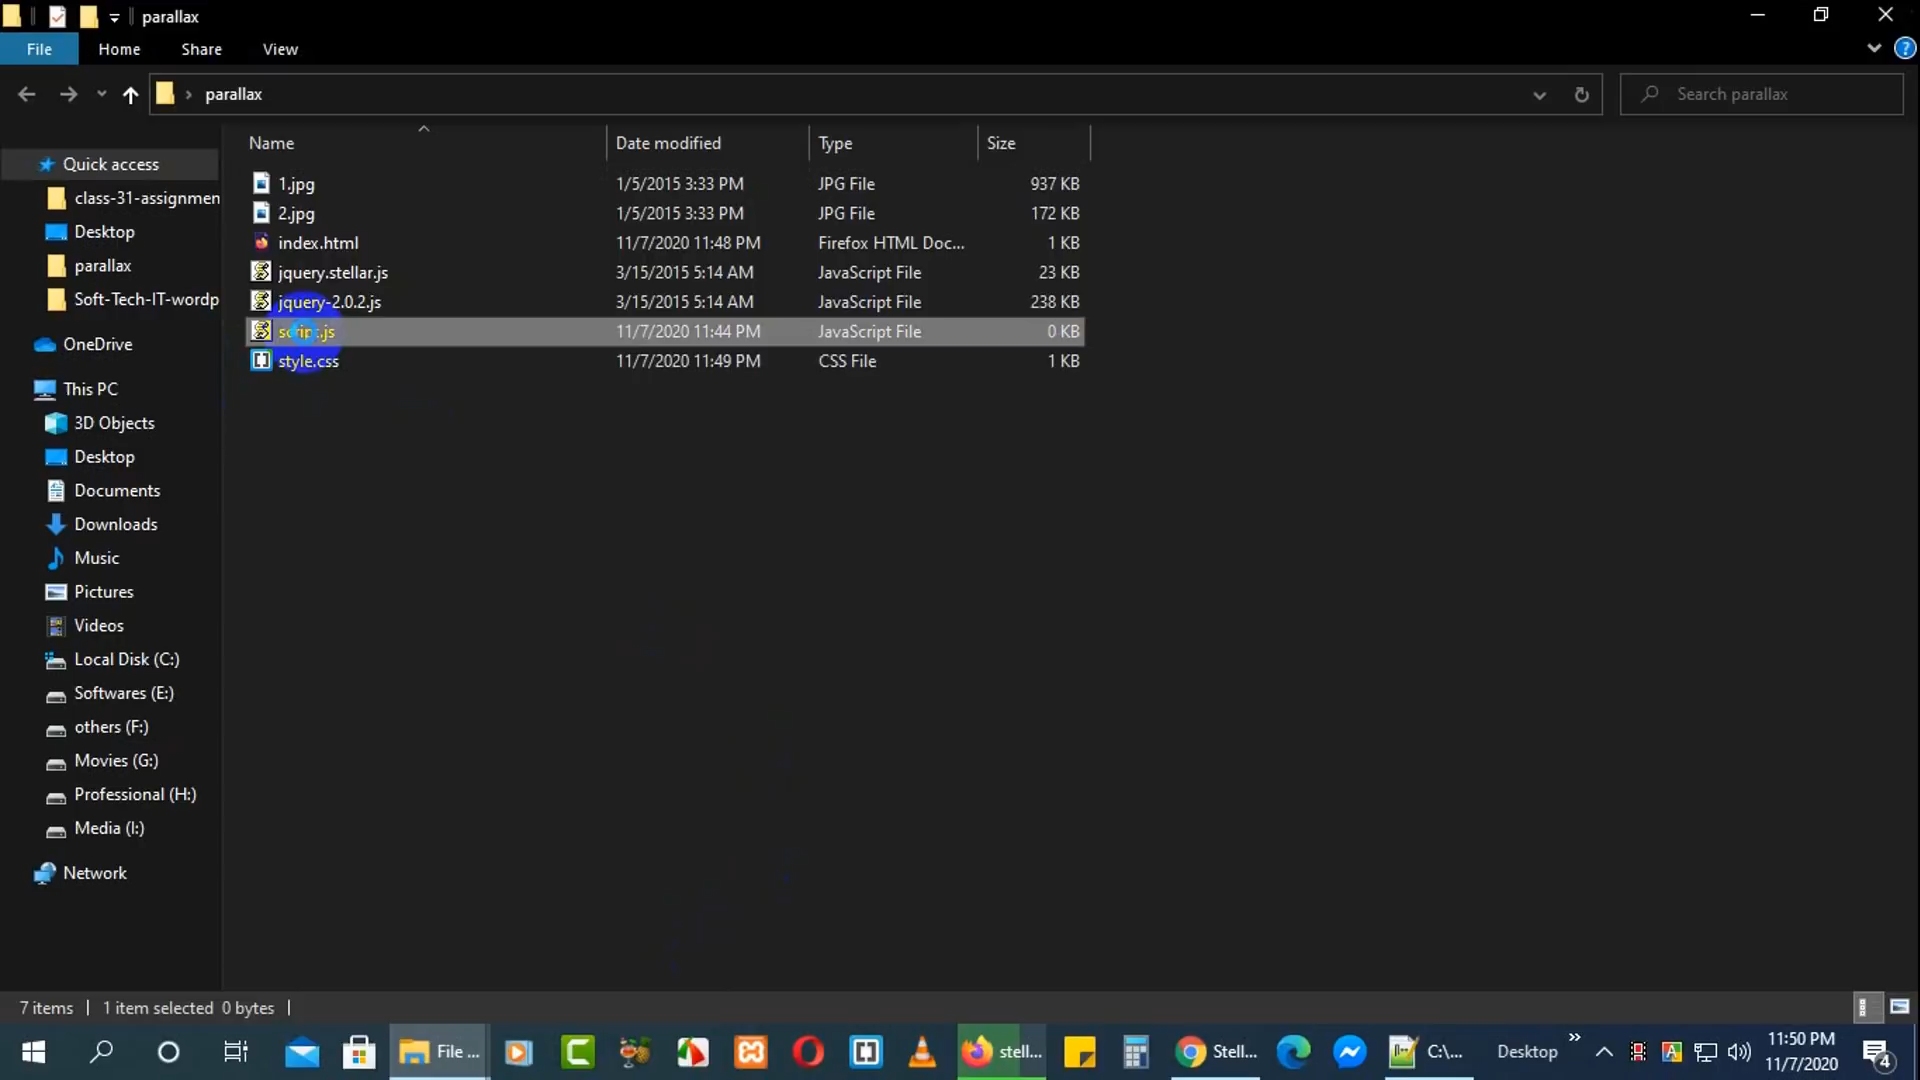 parallax
File Home Share View
parallax
Search parallax
Name Date modified Type Size
1.jpg 1/5/2015 3:33 PM JPG File 937 KB
2.jpg 1/5/2015 3:33 PM JPG File 172 KB
index.html 11/7/2020 11:48 PM Firefox HTML Doc... 1 KB
jquery.stellar.js 3/15/2015 5:14 AM JavaScript File 23 KB
jquery-2.0.2.js 3/15/2015 5:14 AM JavaScript File 238 KB
script.js 11/7/2020 11:44 PM JavaScript File 0 KB
style.css 11/7/2020 11:49 PM CSS File 1 KB
Quick access
class-31-assignmen
Desktop
parallax
Soft-Tech-IT-wordp
OneDrive
This PC
3D Objects
Desktop
Documents
Downloads
Music
Pictures
Videos
Local Disk (C:)
Softwares (E:)
others (F:)
Movies (G:)
Professional (H:)
Media (I:)
Network
7 items 1 item selected 0 bytes
File ... stell... Stell... C:\... Desktop 11:50 PM
11/7/2020
4